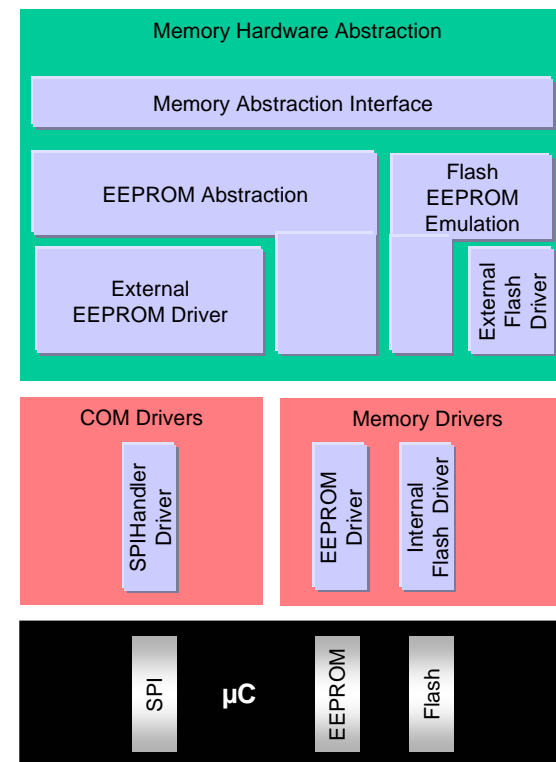 Memory Hardware Abstraction
Memory Abstraction Interface
EEPROM Abstraction
Flash
EEPROM
Emulation
External
EEPROM Driver
External
Flash
Driver
COM Drivers
SPIHandler
Driver
Memory Drivers
EEPROM
Driver
Internal
Flash Driver
SPI
µC
EEPROM
Flash